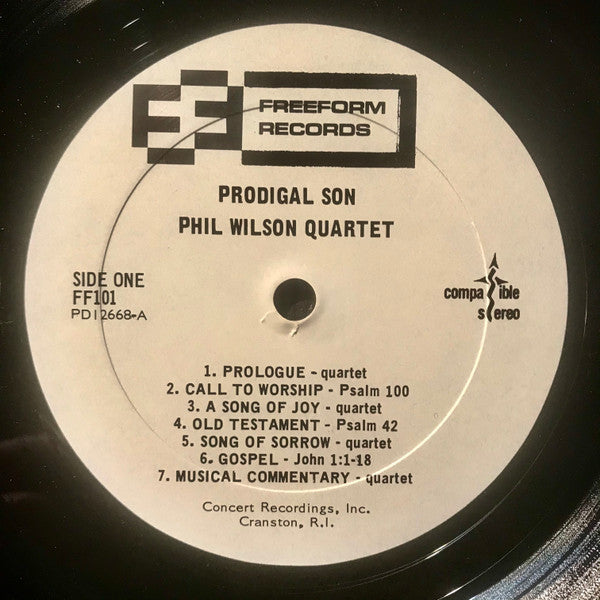 FF FREEFORM
RECORDS
PRODIGAL SON
PHIL WILSON QUARTET
SIDE ONE
FF101
PD12668-A
compatible
stereo
1. PROLOGUE - quartet
2. CALL TO WORSHIP - Psalm 100
3. A SONG OF JOY - quartet
4. OLD TESTAMENT - Psalm 42
5. SONG OF SORROW - quartet
6. GOSPEL - John 1:1-18
7. MUSICAL COMMENTARY - quartet
Concert Recordings, Inc.
Cranston, R.I.